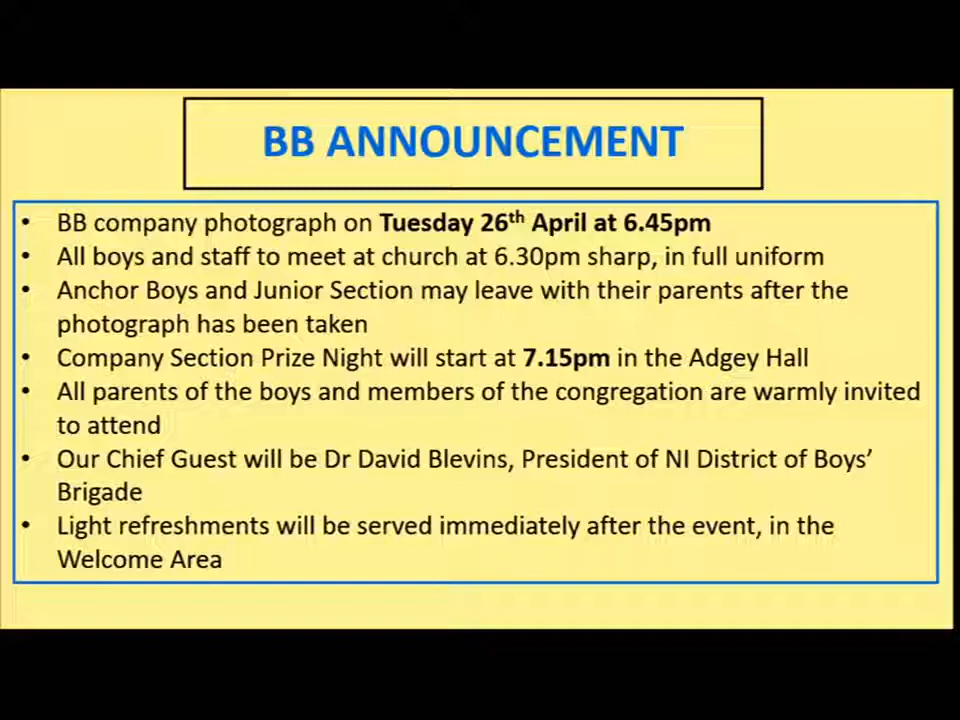 BB ANNOUNCEMENT
• BB company photograph on Tuesday 26th April at 6.45pm
• All boys and staff to meet at church at 6.30pm sharp, in full uniform
• Anchor Boys and Junior Section may leave with their parents after the
photograph has been taken
• Company Section Prize Night will start at 7.15pm in the Adgey Hall
• All parents of the boys and members of the congregation are warmly invited
to attend
• Our Chief Guest will be Dr David Blevins, President of NI District of Boys’
Brigade
• Light refreshments will be served immediately after the event, in the
Welcome Area